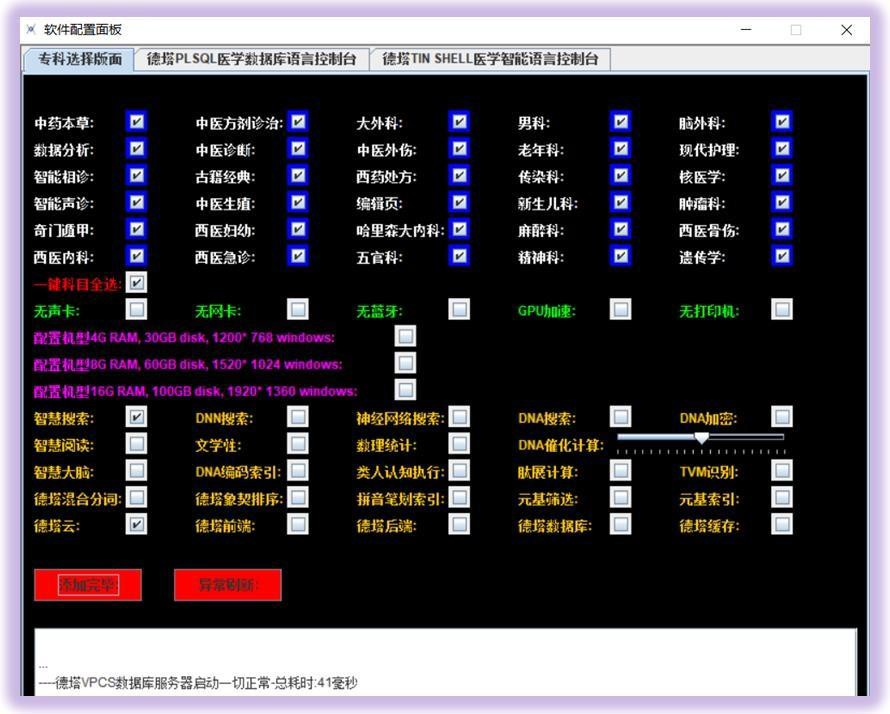 软件配置面板
专科选择版面 德塔PLSQL医学数据库语言控制台 德塔TIN SHELL医学智能语言控制台
中药本草: 中医方剂诊治: 大外科: 男科: 脑外科:
数据分析: 中医诊断: 中医外伤: 老年科: 现代护理:
智能相诊: 古籍经典: 西药处方: 传染科: 核医学:
智能声诊: 中医生殖: 编辑页: 新生儿科: 肿瘤科:
奇门遁甲: 西医妇幼: 哈里森大内科: 麻醉科: 西医骨伤:
西医内科: 西医急诊: 五官科: 精神科: 遗传学:
一键科目全选:
无声卡: 无网卡: 无蓝牙: GPU加速: 无打印机:
配置机型4G RAM, 30GB disk, 1200* 768 windows:
配置机型8G RAM, 60GB disk, 1520* 1024 windows:
配置机型16G RAM, 100GB disk, 1920* 1360 windows:
智慧搜索: DNN搜索: 神经网络搜索: DNA搜索: DNA加密:
智慧阅读: 文学性: 数理统计: DNA催化计算:
智慧大脑: DNA编码索引: 类人认知执行: 肽展计算: TVM识别:
德塔混合分词: 德塔象契排序: 拼音笔划索引: 元基筛选: 元基索引:
德塔云: 德塔前端: 德塔后端: 德塔数据库: 德塔缓存:
添加完毕: 异常刷新:
...
----德塔VPCS数据库服务器启动一切正常-总耗时:41毫秒